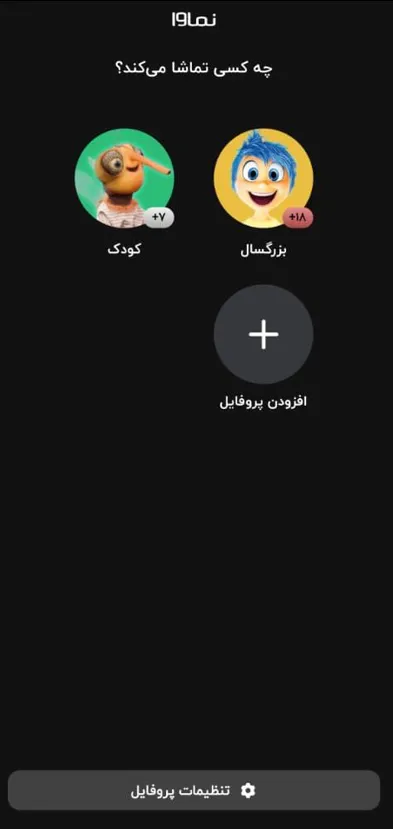 نماوا
چه کسی تماشا می‌کند؟
+۱۸
بزرگسال
+۷
کودک
افزودن پروفایل
تنظیمات پروفایل